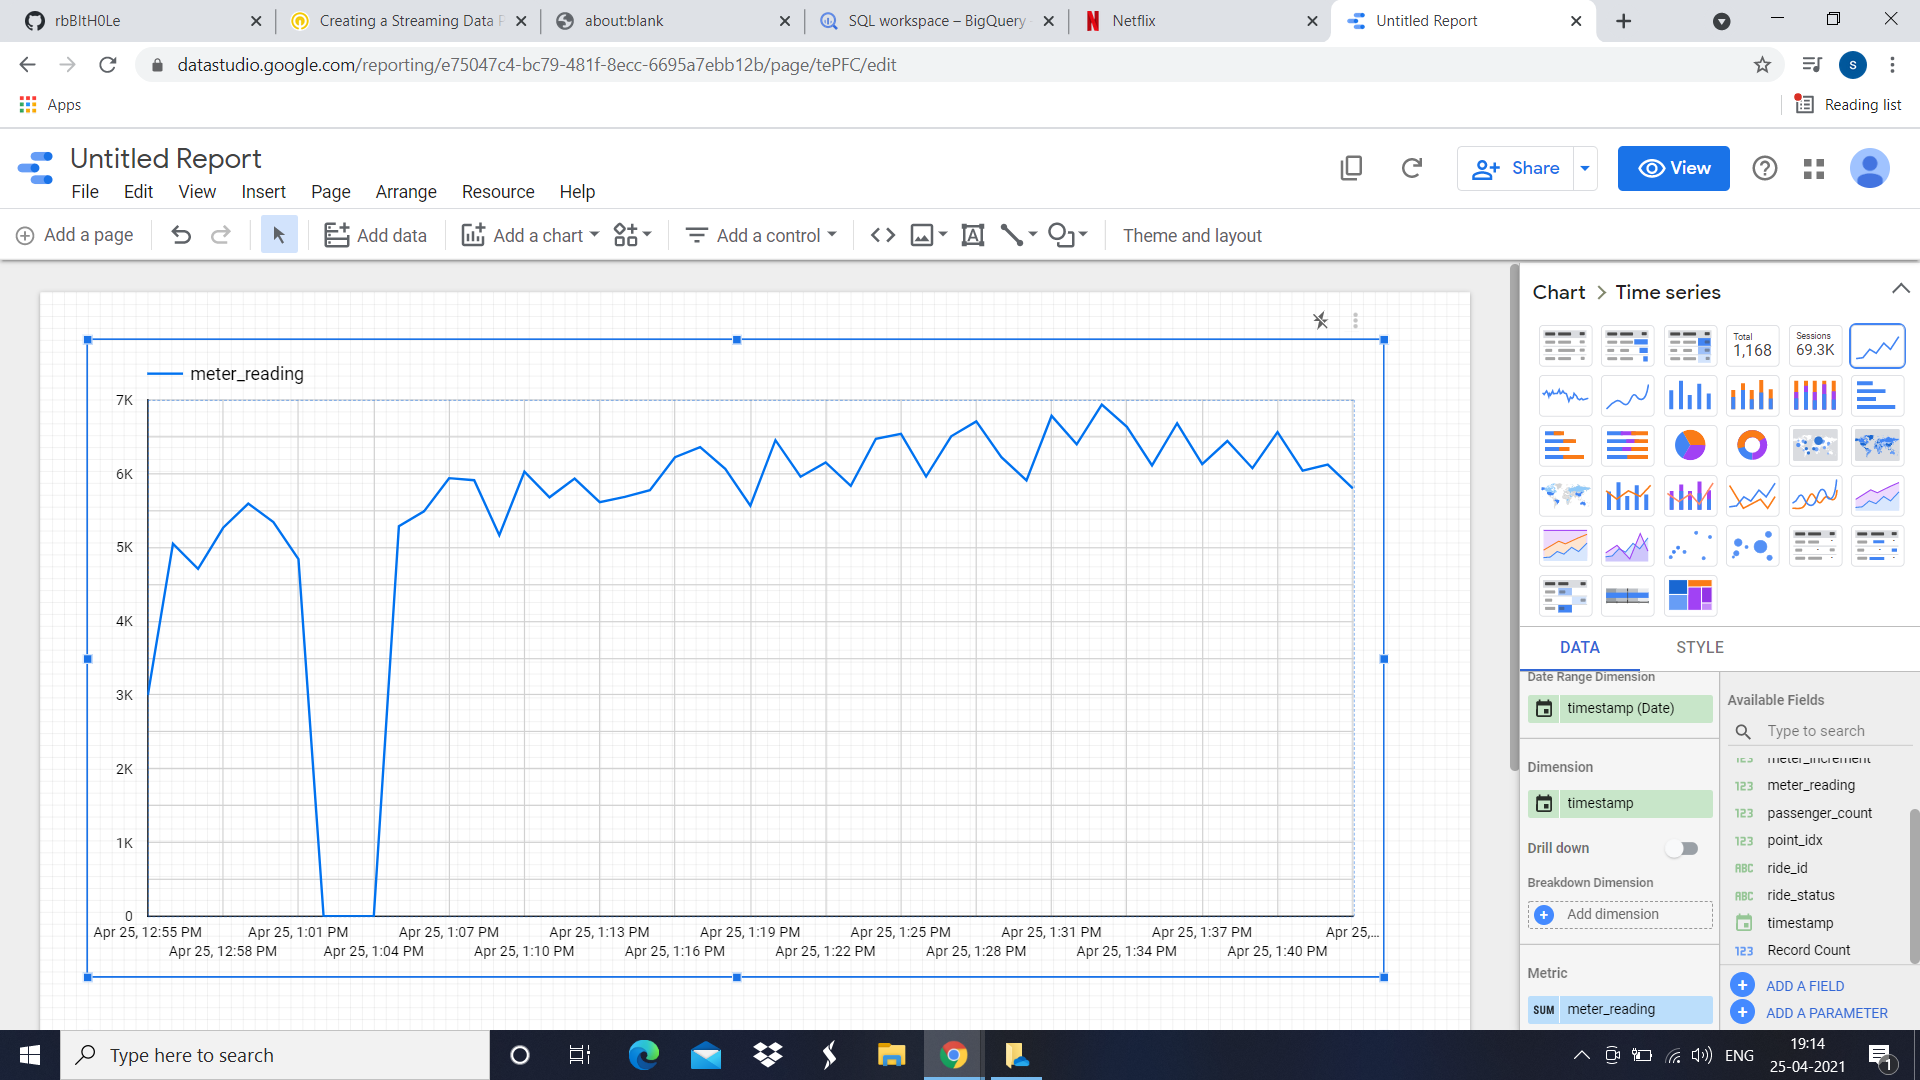 rbBItH0Le
Creating a Streaming Data P
about:blank
SQL workspace – BigQuery
Netflix
Untitled Report
datastudio.google.com/reporting/e75047c4-bc79-481f-8ecc-6695a7ebb12b/page/tePFC/edit
S
Apps
Reading list
Untitled Report
File Edit View Insert Page Arrange Resource Help
Share
View
Add a page
Add data
Add a chart
Add a control
Theme and layout
meter_reading
7K
6K
5K
4K
3K
2K
1K
0
Apr 25, 12:55 PM
Apr 25, 12:58 PM
Apr 25, 1:01 PM
Apr 25, 1:04 PM
Apr 25, 1:07 PM
Apr 25, 1:10 PM
Apr 25, 1:13 PM
Apr 25, 1:16 PM
Apr 25, 1:19 PM
Apr 25, 1:22 PM
Apr 25, 1:25 PM
Apr 25, 1:28 PM
Apr 25, 1:31 PM
Apr 25, 1:34 PM
Apr 25, 1:37 PM
Apr 25, 1:40 PM
Apr 25,...
Chart > Time series
Total
1,168
Sessions
69.3K
DATA
STYLE
Date Range Dimension
timestamp (Date)
Dimension
timestamp
Drill down
Breakdown Dimension
Add dimension
Metric
SUM meter_reading
Available Fields
Type to search
123 meter_increment
123 meter_reading
123 passenger_count
123 point_idx
ABC ride_id
ABC ride_status
timestamp
123 Record Count
ADD A FIELD
ADD A PARAMETER
Type here to search
ENG
19:14
25-04-2021
1